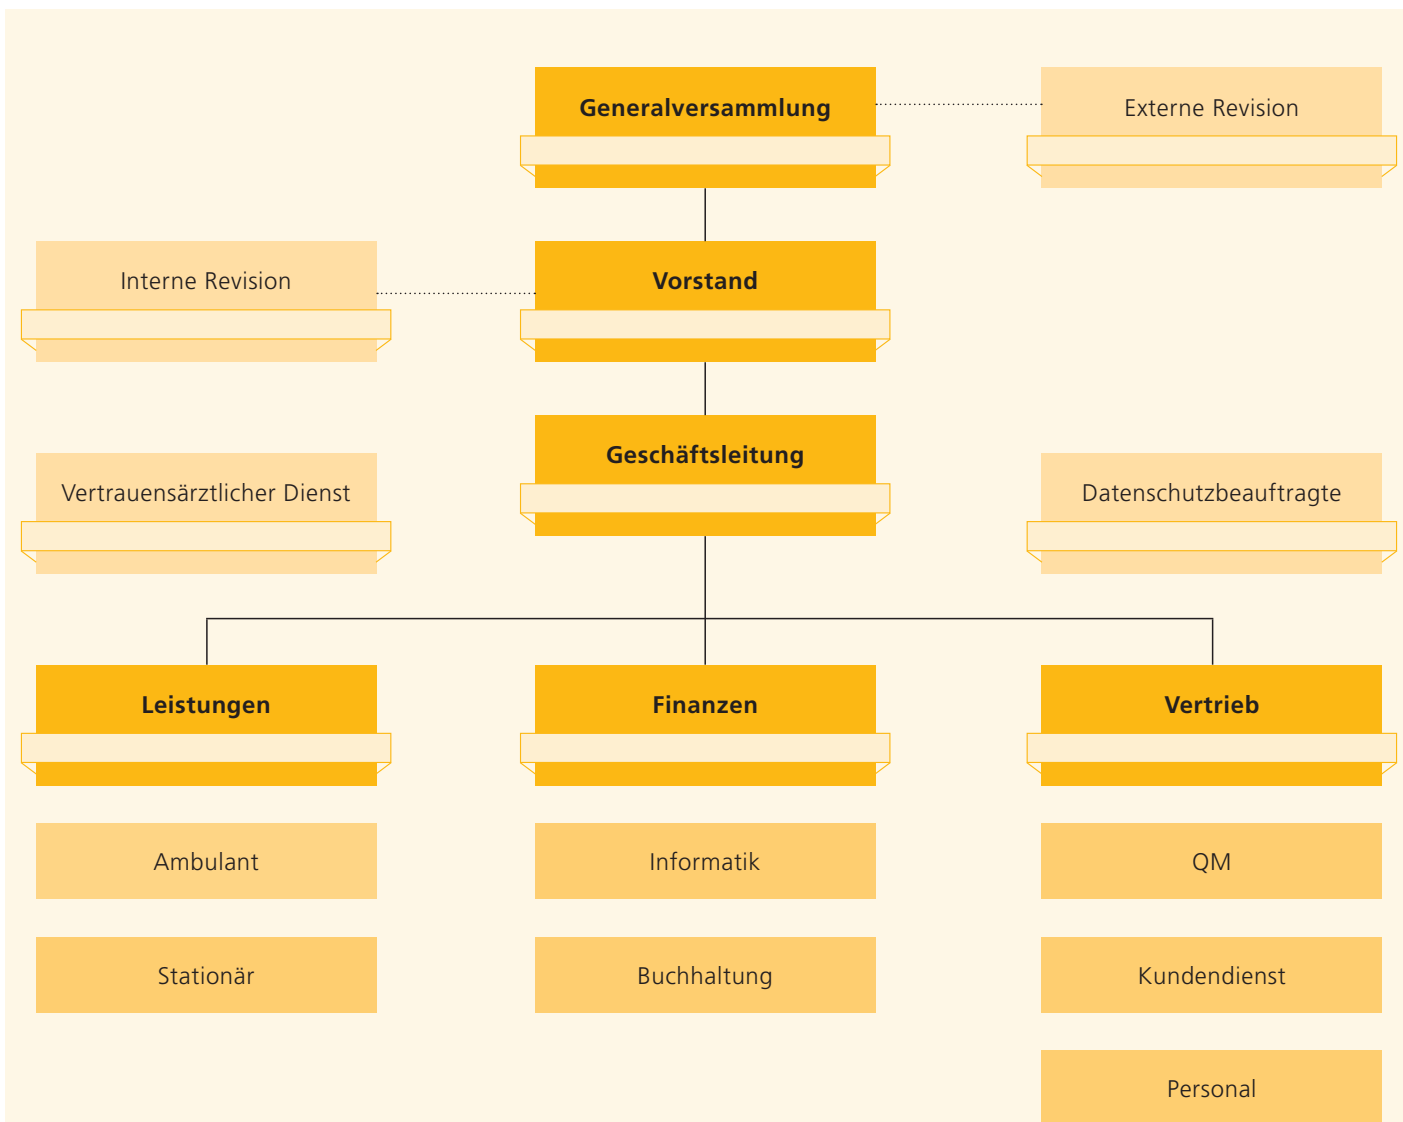 Generalversammlung
Externe Revision
Interne Revision
Vorstand
Geschäftsleitung
Vertrauensärztlicher Dienst
Datenschutzbeauftragte
Leistungen
Finanzen
Vertrieb
Ambulant
Informatik
QM
Stationär
Buchhaltung
Kundendienst
Personal